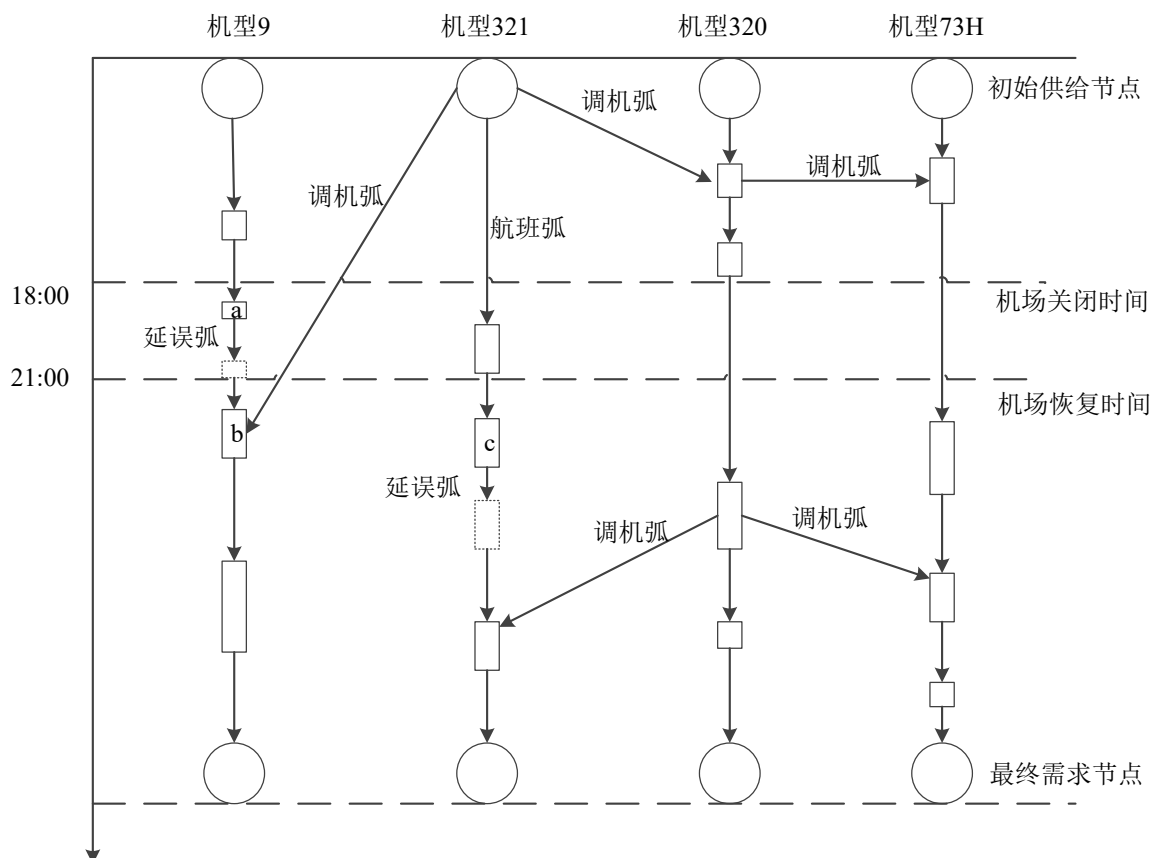 机型9
机型321
机型320
机型73H
初始供给节点
调机弧
调机弧
调机弧
航班弧
18:00
机场关闭时间
a
延误弧
21:00
机场恢复时间
b
c
延误弧
调机弧
调机弧
最终需求节点